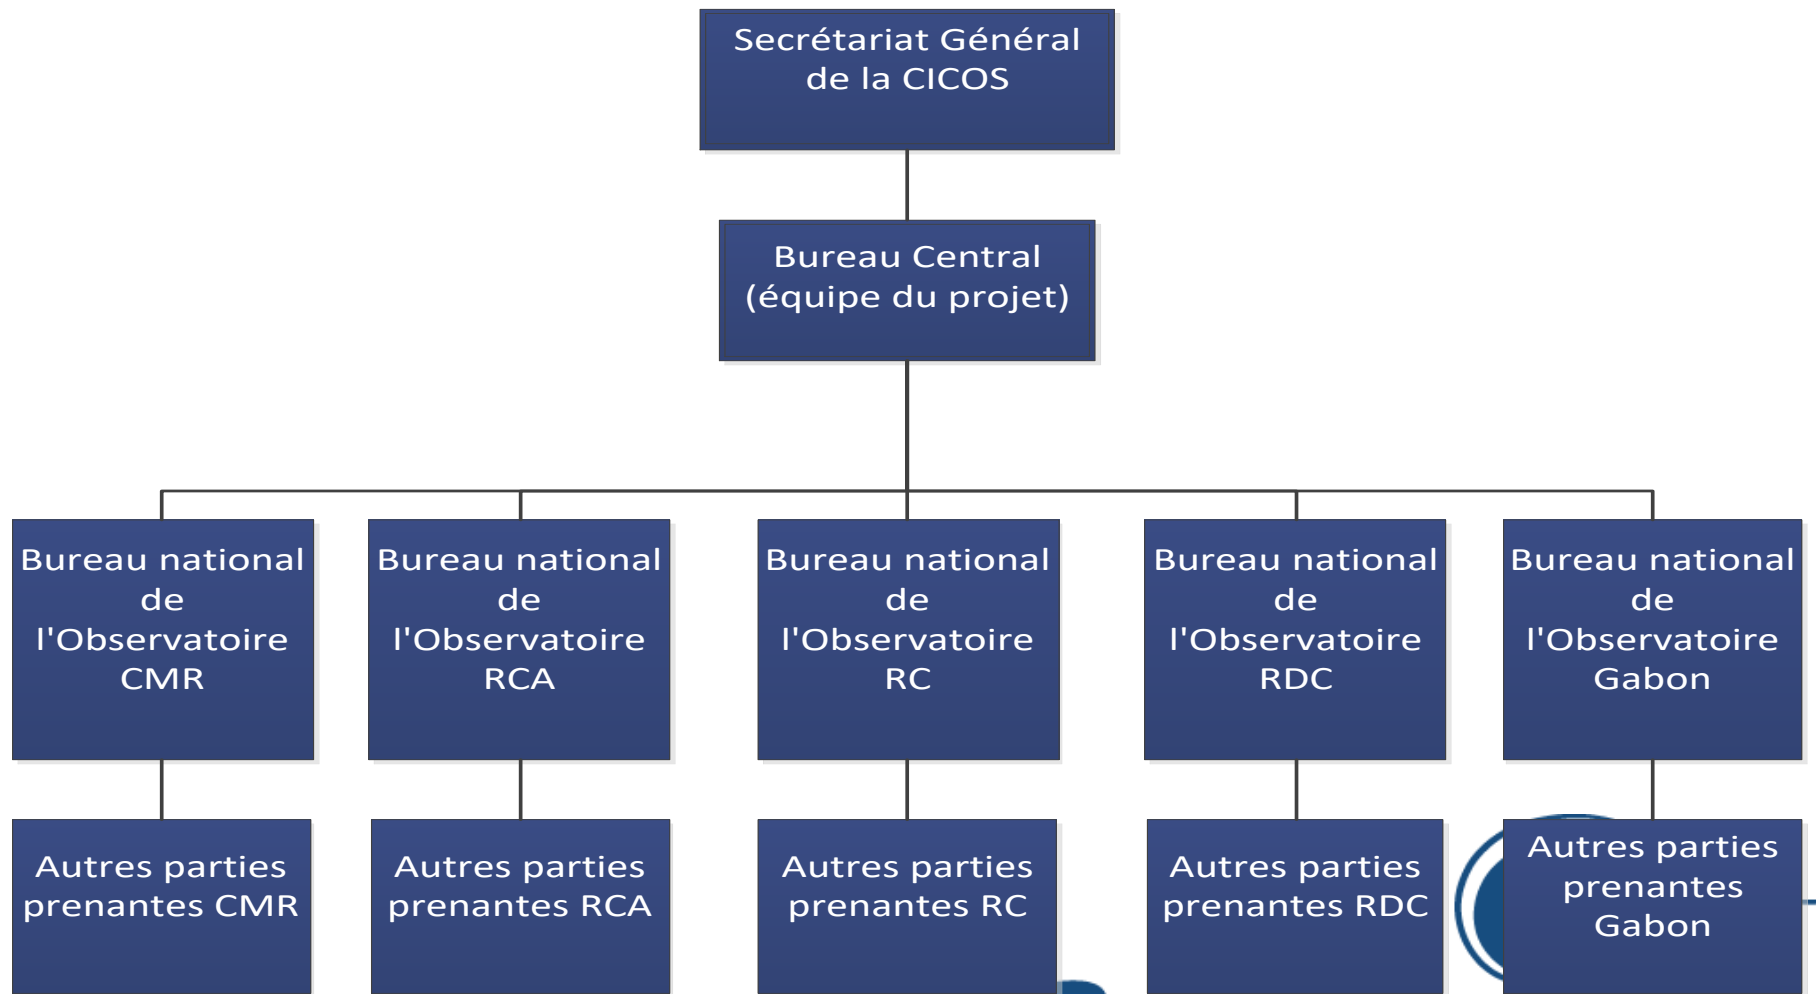 Secrétariat Général
de la CICOS
Bureau Central
(équipe du projet)
Bureau national
de
l'Observatoire
CMR
Bureau national
de
l'Observatoire
RCA
Bureau national
de
l'Observatoire
RC
Bureau national
de
l'Observatoire
RDC
Bureau national
de
l'Observatoire
Gabon
Autres parties
prenantes CMR
Autres parties
prenantes RCA
Autres parties
prenantes RC
Autres parties
prenantes RDC
Autres parties
prenantes
Gabon